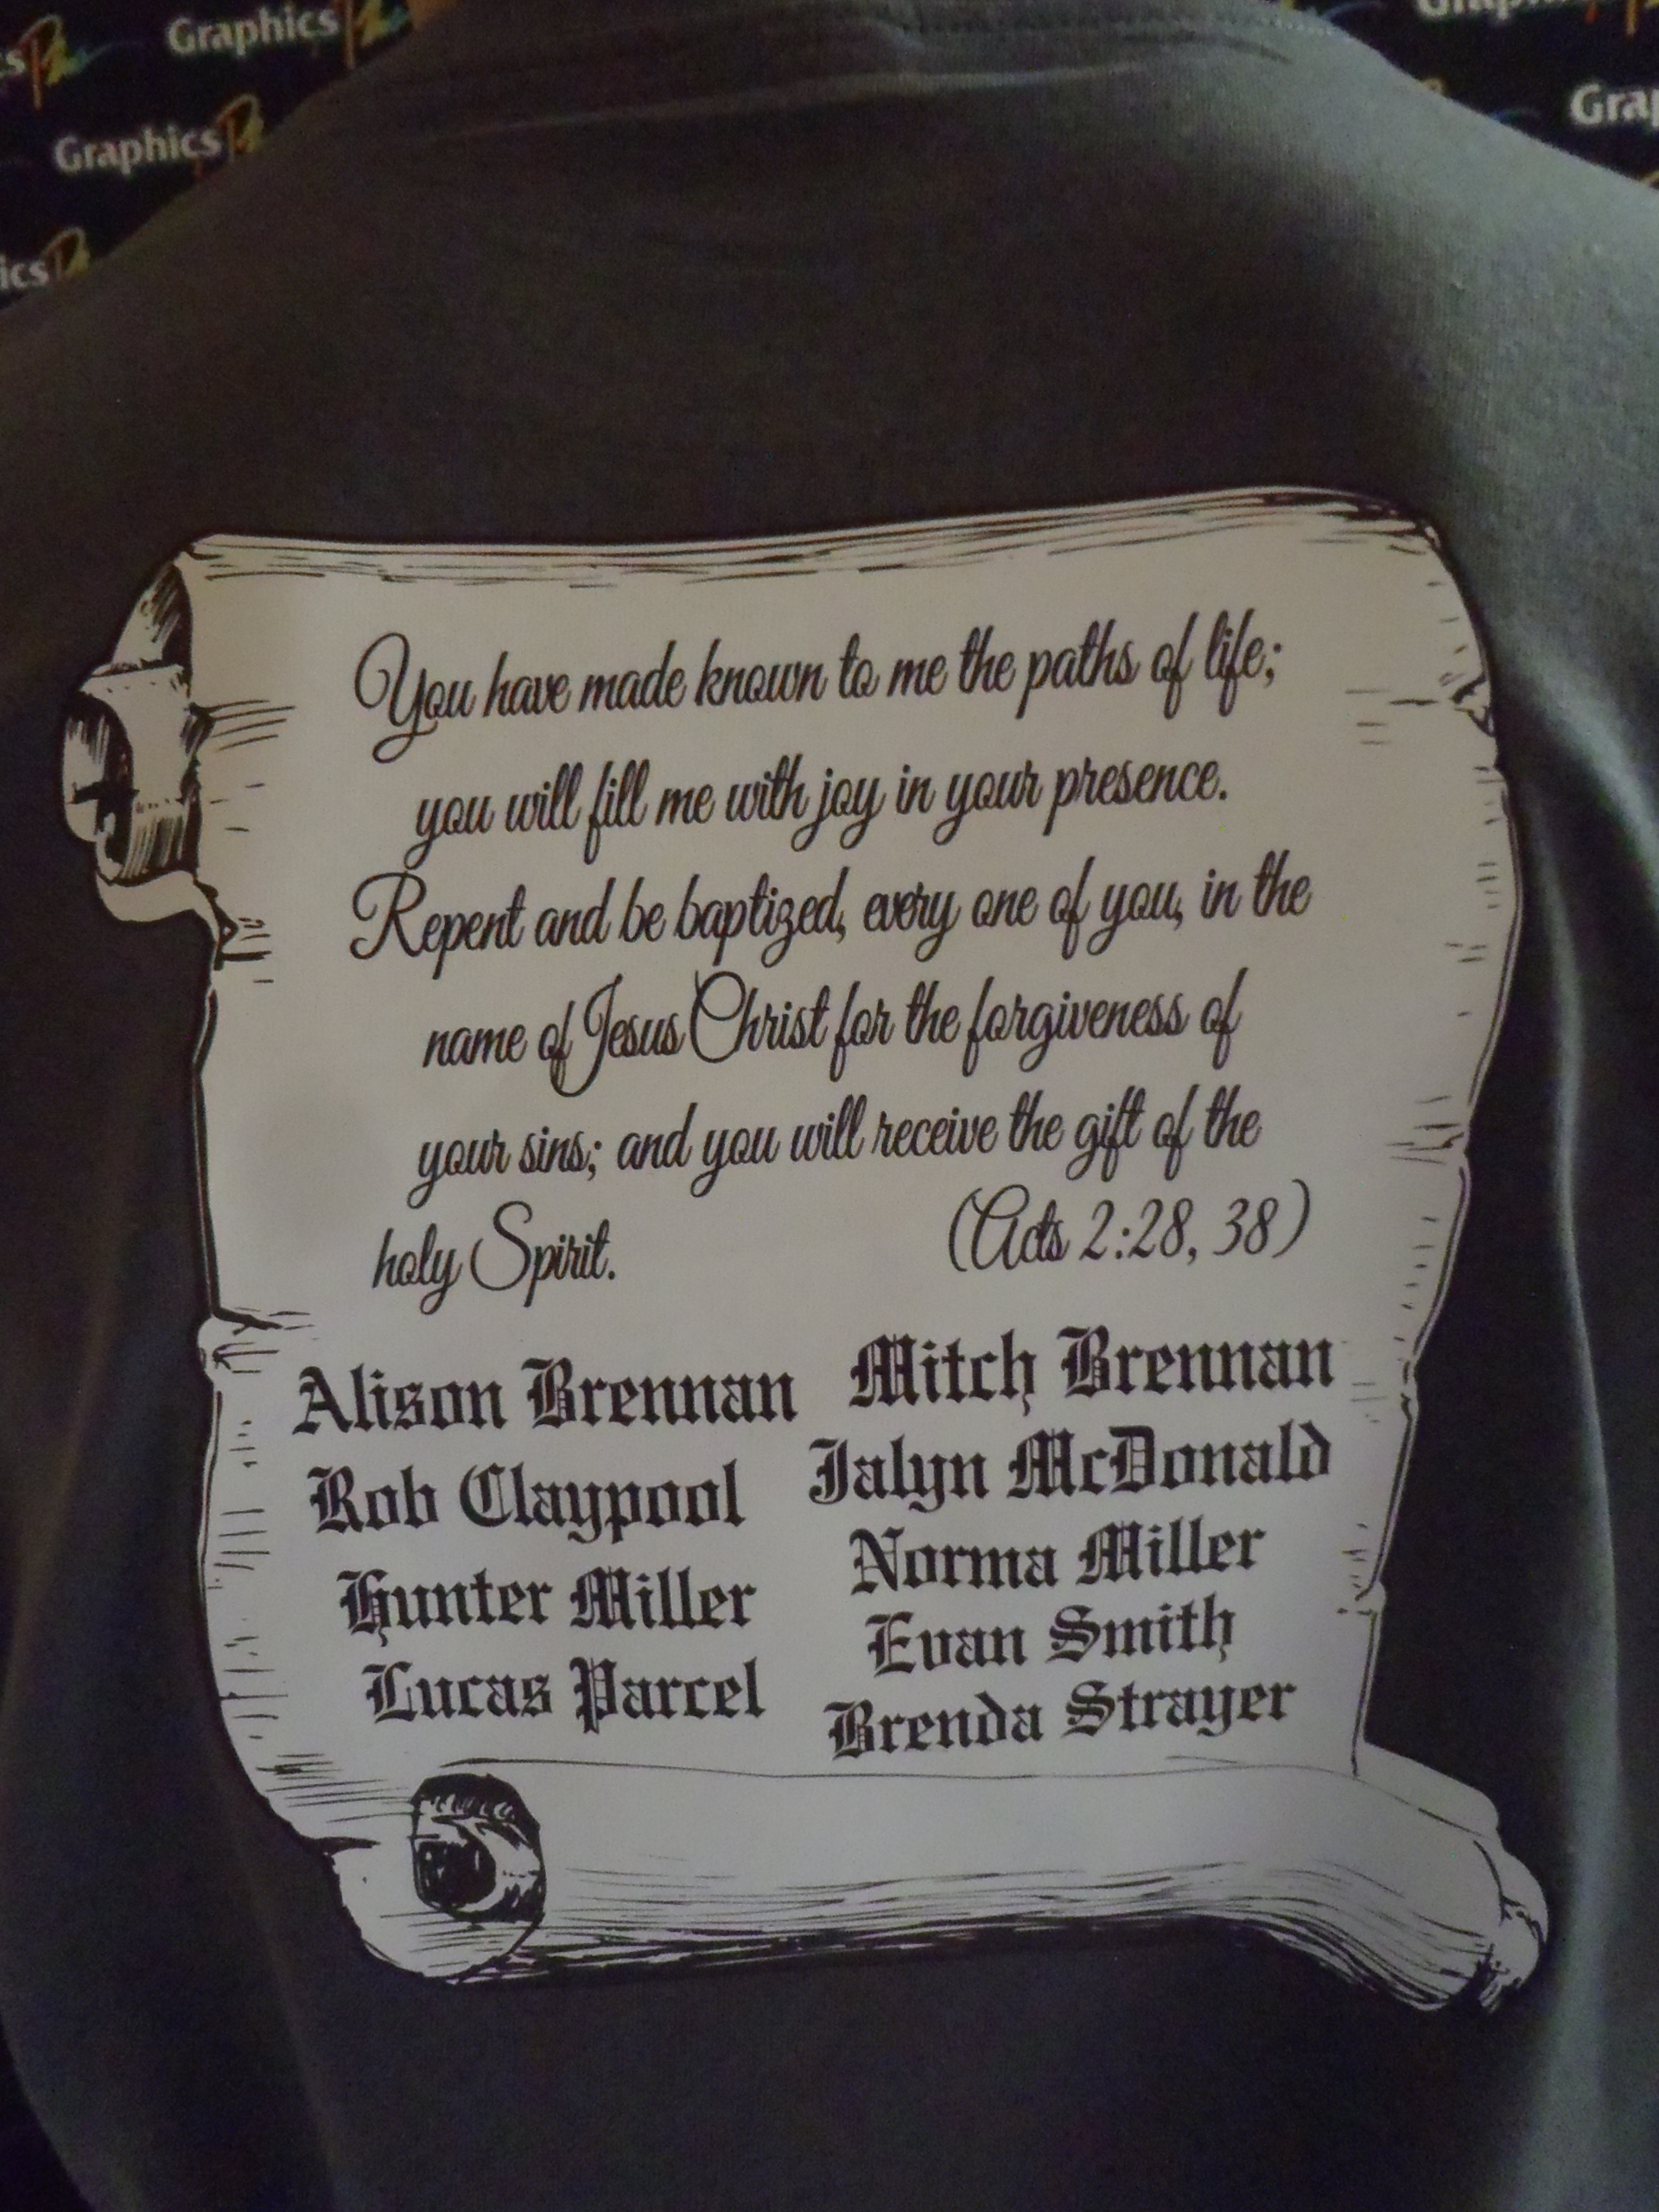 Graphics
Graphics
You have made known to me the paths of life;
you will fill me with joy in your presence.
Repent and be baptized, every one of you, in the
name of Jesus Christ for the forgiveness of
your sins; and you will receive the gift of the
holy Spirit. (Acts 2:28, 38)
Alison Brennan Mitch Brennan
Rob Claypool Jalyn McDonald
Hunter Miller Norma Miller
Lucas Parcel Evan Smith
Brenda Strayer